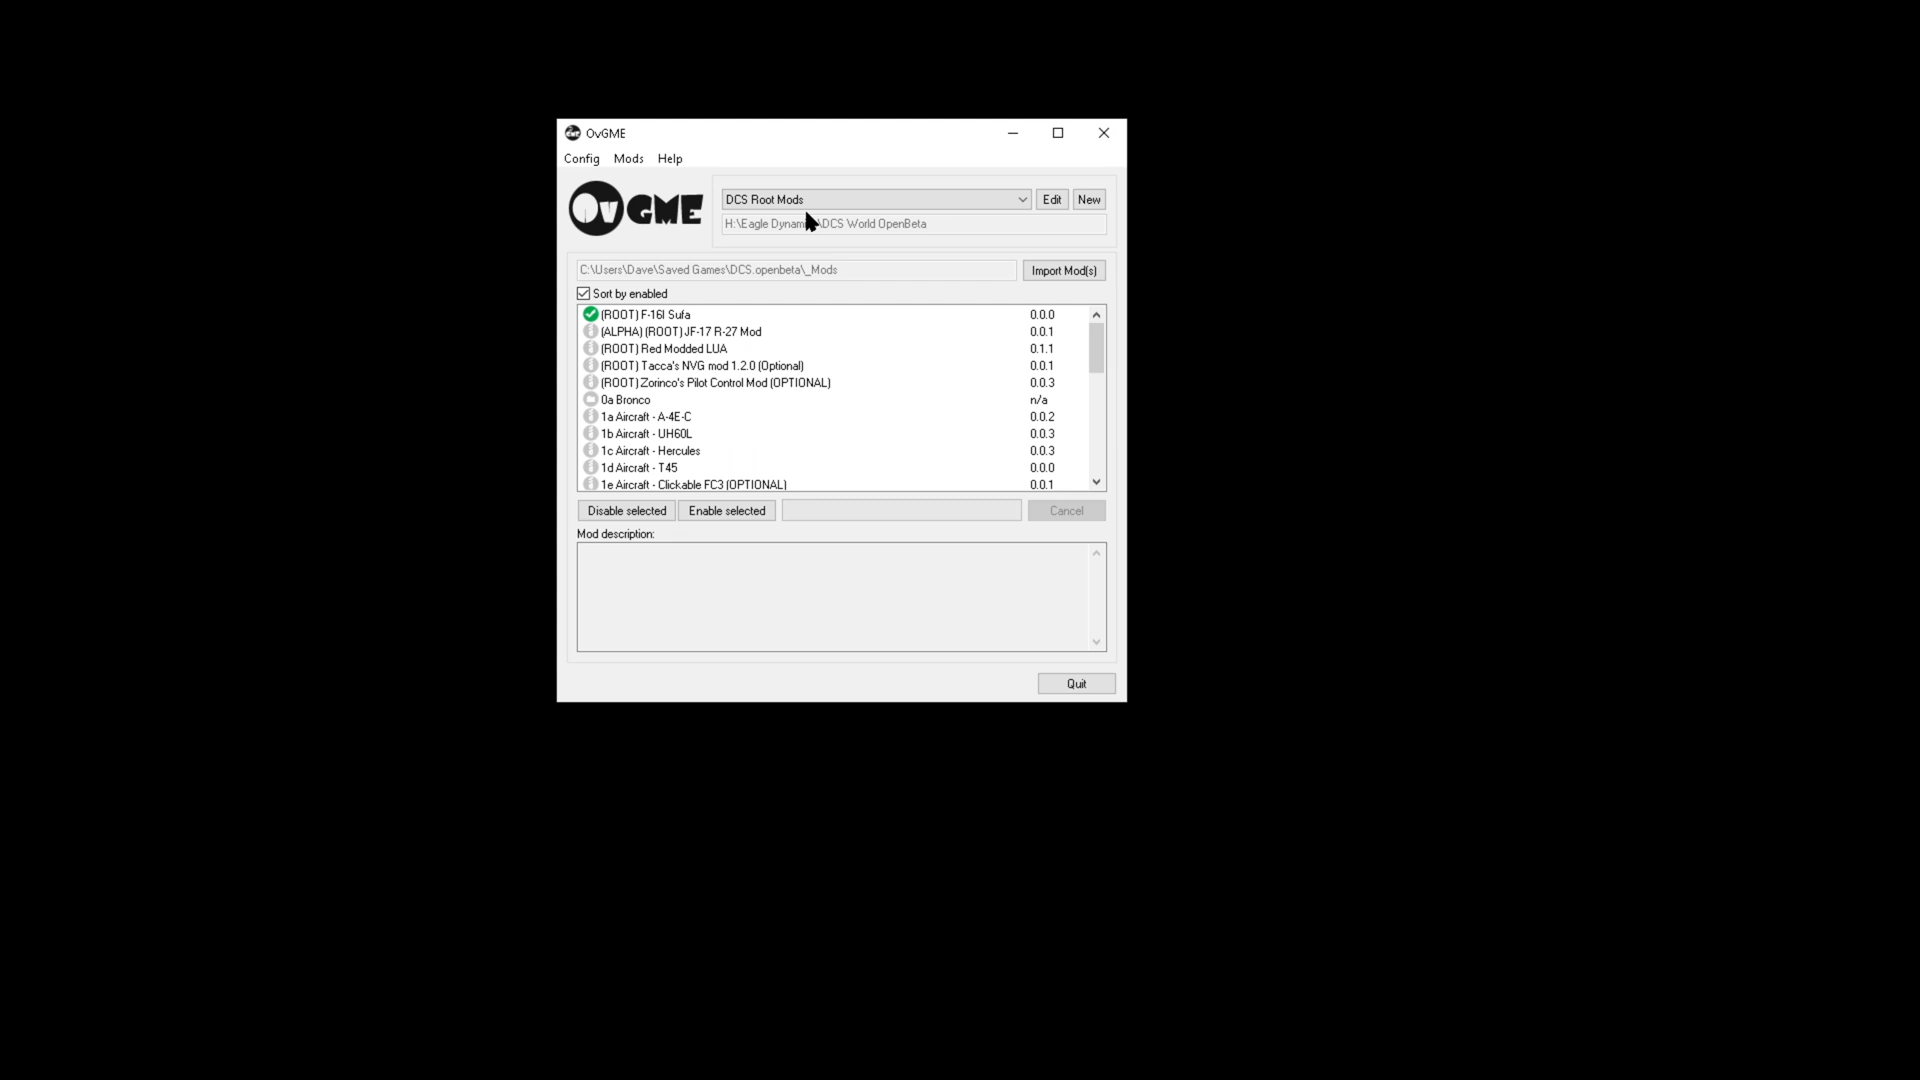 OvGME
Config Mods Help
OvGME
DCS Root Mods
Edit
New
H:\Eagle Dynam \DCS World OpenBeta
C:\Users\Dave\Saved Games\DCS.openbeta\_Mods
Import Mod(s)
Sort by enabled
(ROOT) F-16I Sufa 0.0.0
(ALPHA) (ROOT) JF-17 R-27 Mod 0.0.1
(ROOT) Red Modded LUA 0.1.1
(ROOT) Tacca's NVG mod 1.2.0 (Optional) 0.0.1
(ROOT) Zorinco's Pilot Control Mod (OPTIONAL) 0.0.3
0a Bronco n/a
1a Aircraft - A-4E-C 0.0.2
1b Aircraft - UH60L 0.0.3
1c Aircraft - Hercules 0.0.3
1d Aircraft - T45 0.0.0
1e Aircraft - Clickable FC3 (OPTIONAL) 0.0.1
Disable selected
Enable selected
Cancel
Mod description:
Quit